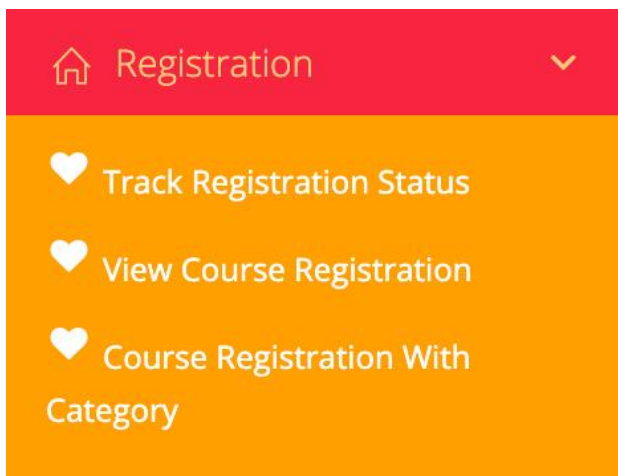 Registration
Track Registration Status
View Course Registration
Course Registration With
Category